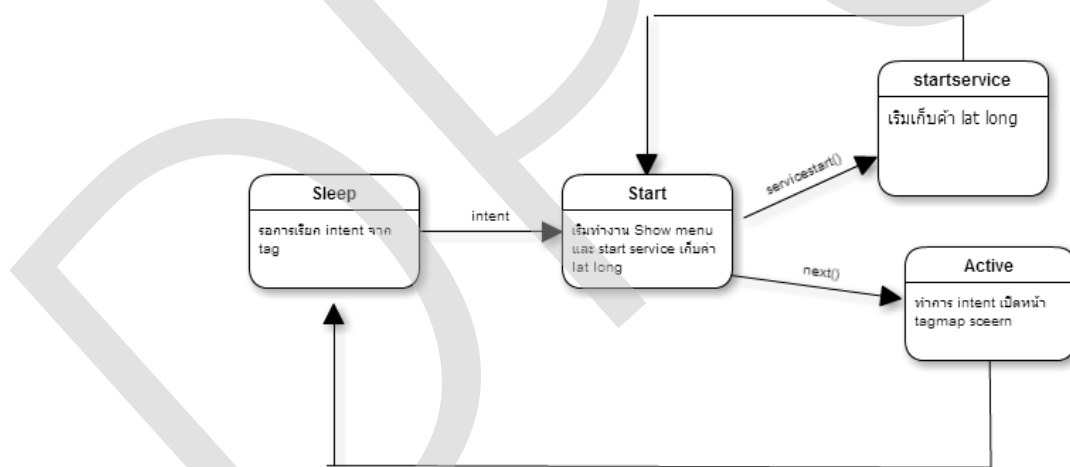 startservice
เริ่มเก็บค่า lat long
servicestart()
Sleep
รอการเรียก intent จาก
tag
intent
Start
เริ่มทำงาน Show menu
และ start service เก็บค่า
lat long
next()
Active
ทำการ intent เปิดหน้า
tagmap sceern